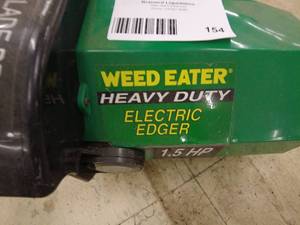 154
WEED EATER®
HEAVY DUTY
ELECTRIC
EDGER
1.5 HP